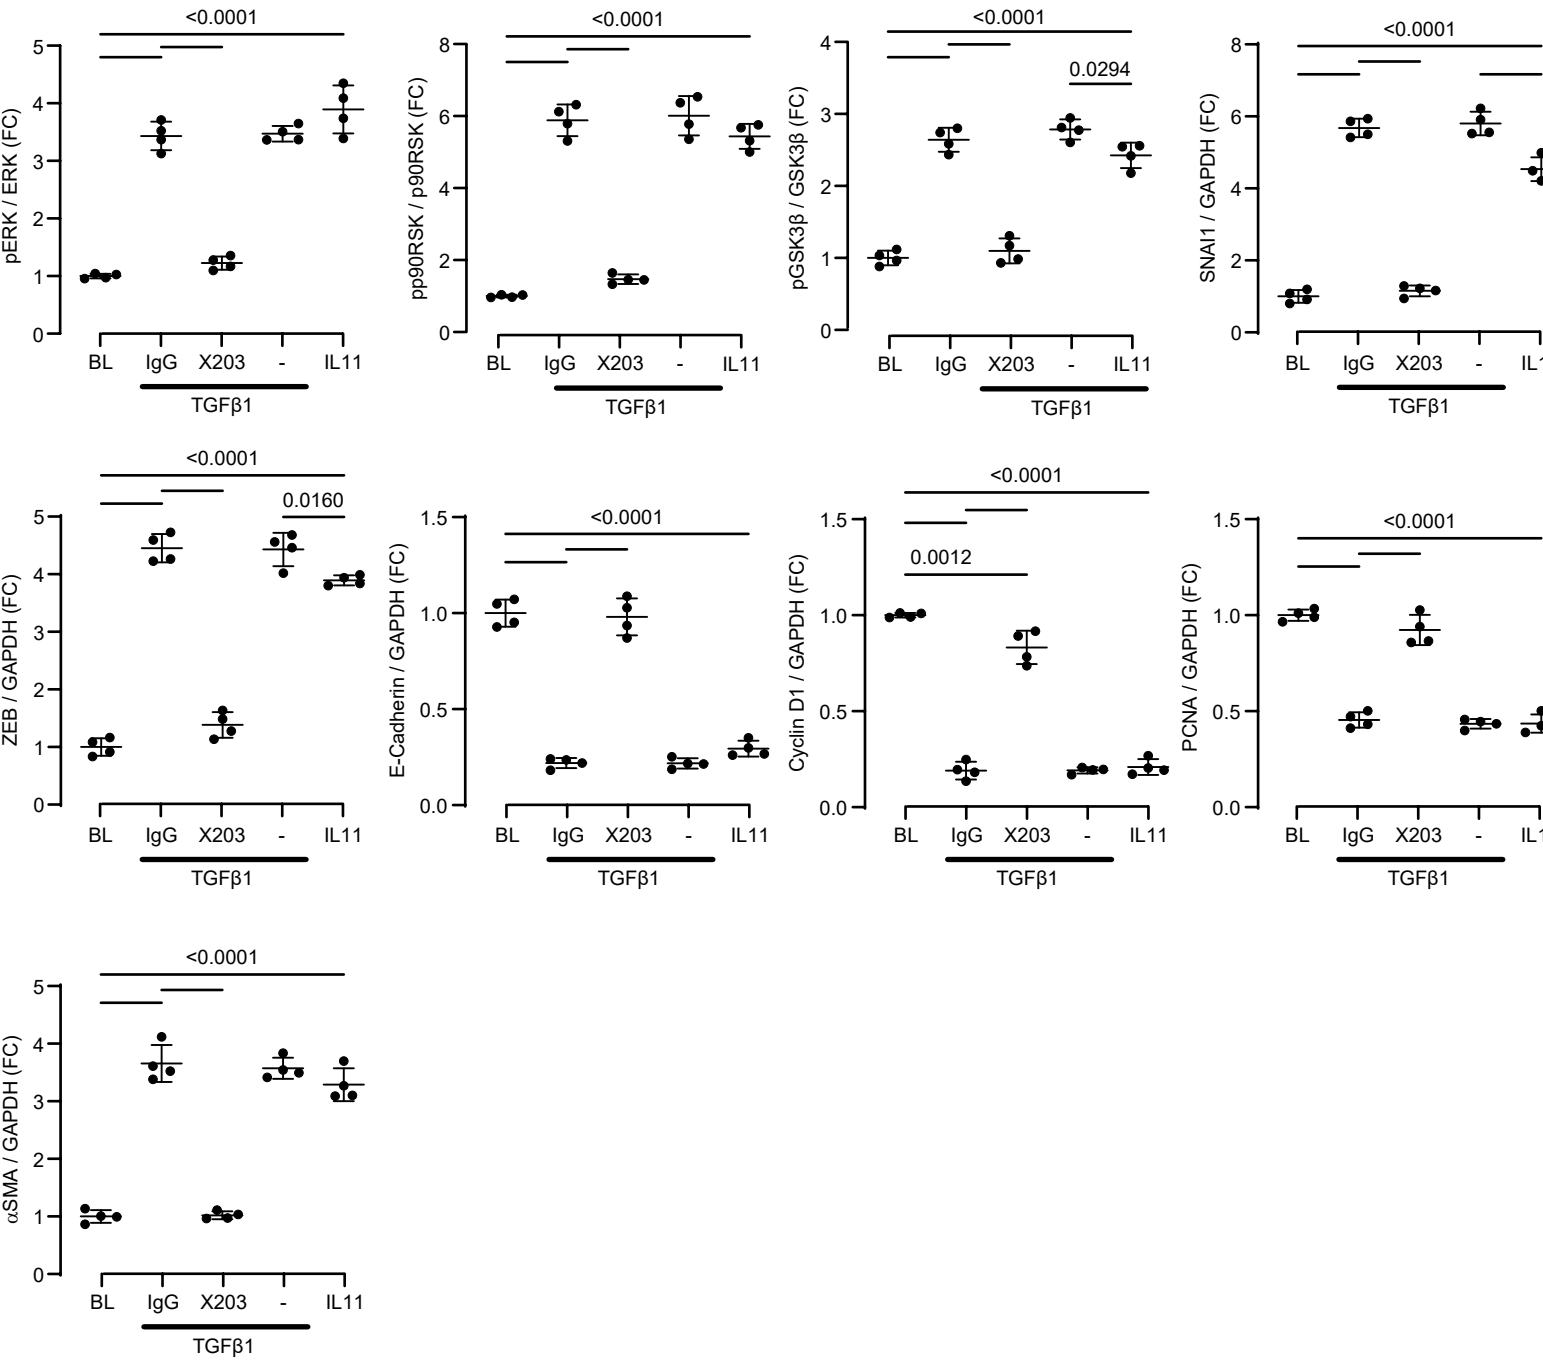 <0.0001
pERK / ERK (FC)
5
4
3
2
1
0
BL IgG X203 - IL11
TGFβ1
<0.0001
pp90RSK / p90RSK (FC)
8
6
4
2
0
BL IgG X203 - IL11
TGFβ1
<0.0001
0.0294
pGSK3β / GSK3β (FC)
4
3
2
1
0
BL IgG X203 - IL11
TGFβ1
<0.0001
SNAI1 / GAPDH (FC)
8
6
4
2
0
BL IgG X203 - IL1
TGFβ1
<0.0001
0.0160
ZEB / GAPDH (FC)
5
4
3
2
1
0
BL IgG X203 - IL11
TGFβ1
<0.0001
E-Cadherin / GAPDH (FC)
1.5
1.0
0.5
0.0
BL IgG X203 - IL11
TGFβ1
<0.0001
0.0012
Cyclin D1 / GAPDH (FC)
1.5
1.0
0.5
0.0
BL IgG X203 - IL11
TGFβ1
<0.0001
PCNA / GAPDH (FC)
1.5
1.0
0.5
0.0
BL IgG X203 - IL1
TGFβ1
<0.0001
αSMA / GAPDH (FC)
5
4
3
2
1
0
BL IgG X203 - IL11
TGFβ1